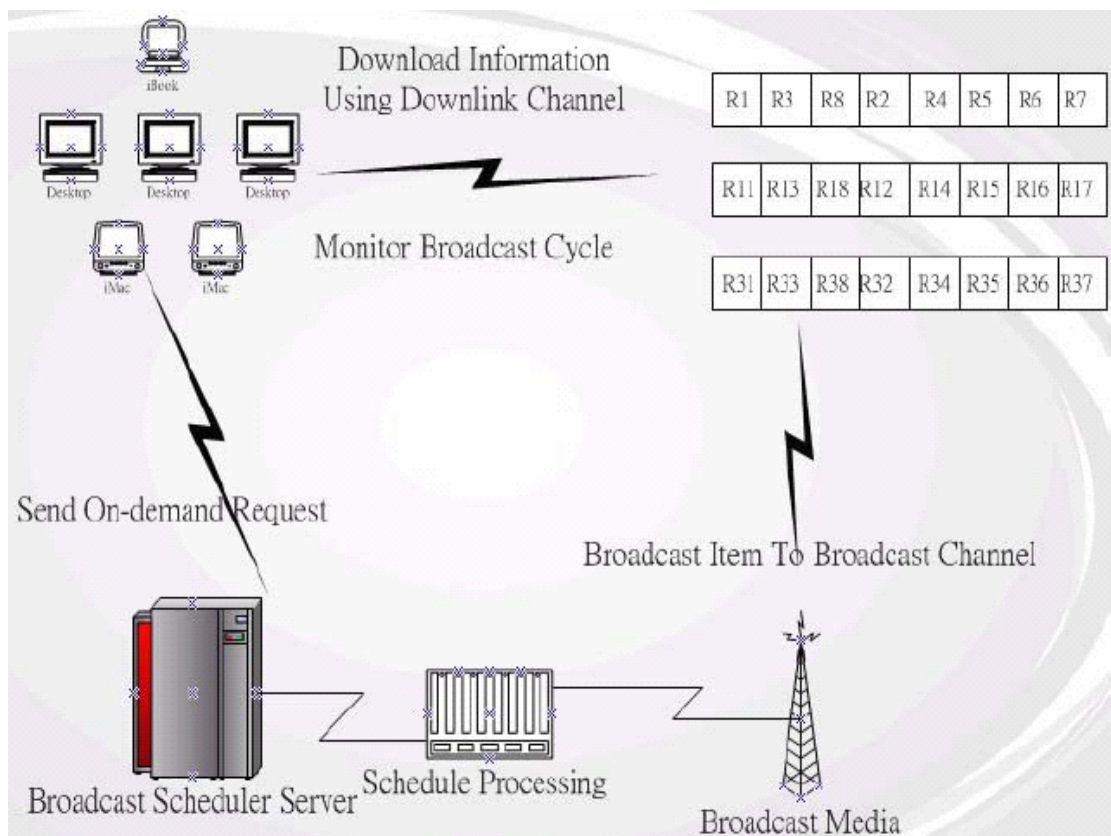 iBook
Download Information
Using Downlink Channel
R1 R3 R8 R2 R4 R5 R6 R7
Desktop Desktop Desktop
R11 R13 R18 R12 R14 R15 R16 R17
Monitor Broadcast Cycle
iMac iMac
R31 R33 R38 R32 R34 R35 R36 R37
Send On-demand Request
Broadcast Item To Broadcast Channel
Schedule Processing
Broadcast Scheduler Server
Broadcast Media